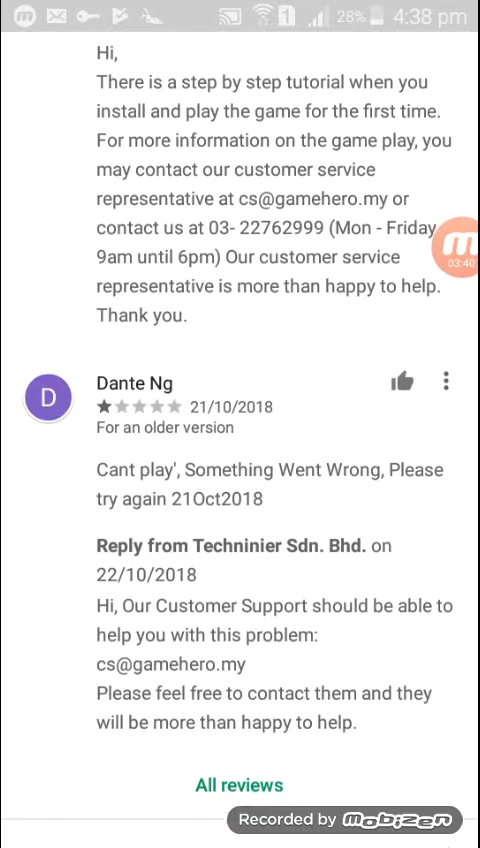 1 28% 4:38 pm
Hi,
There is a step by step tutorial when you
install and play the game for the first time.
For more information on the game play, you
may contact our customer service
representative at cs@gamehero.my or
contact us at 03- 22762999 (Mon - Friday
9am until 6pm) Our customer service
representative is more than happy to help.
Thank you.
03:40
D
Dante Ng
21/10/2018
For an older version
Cant play', Something Went Wrong, Please
try again 21Oct2018
Reply from Techninier Sdn. Bhd. on
22/10/2018
Hi, Our Customer Support should be able to
help you with this problem:
cs@gamehero.my
Please feel free to contact them and they
will be more than happy to help.
All reviews
Recorded by Mobizen